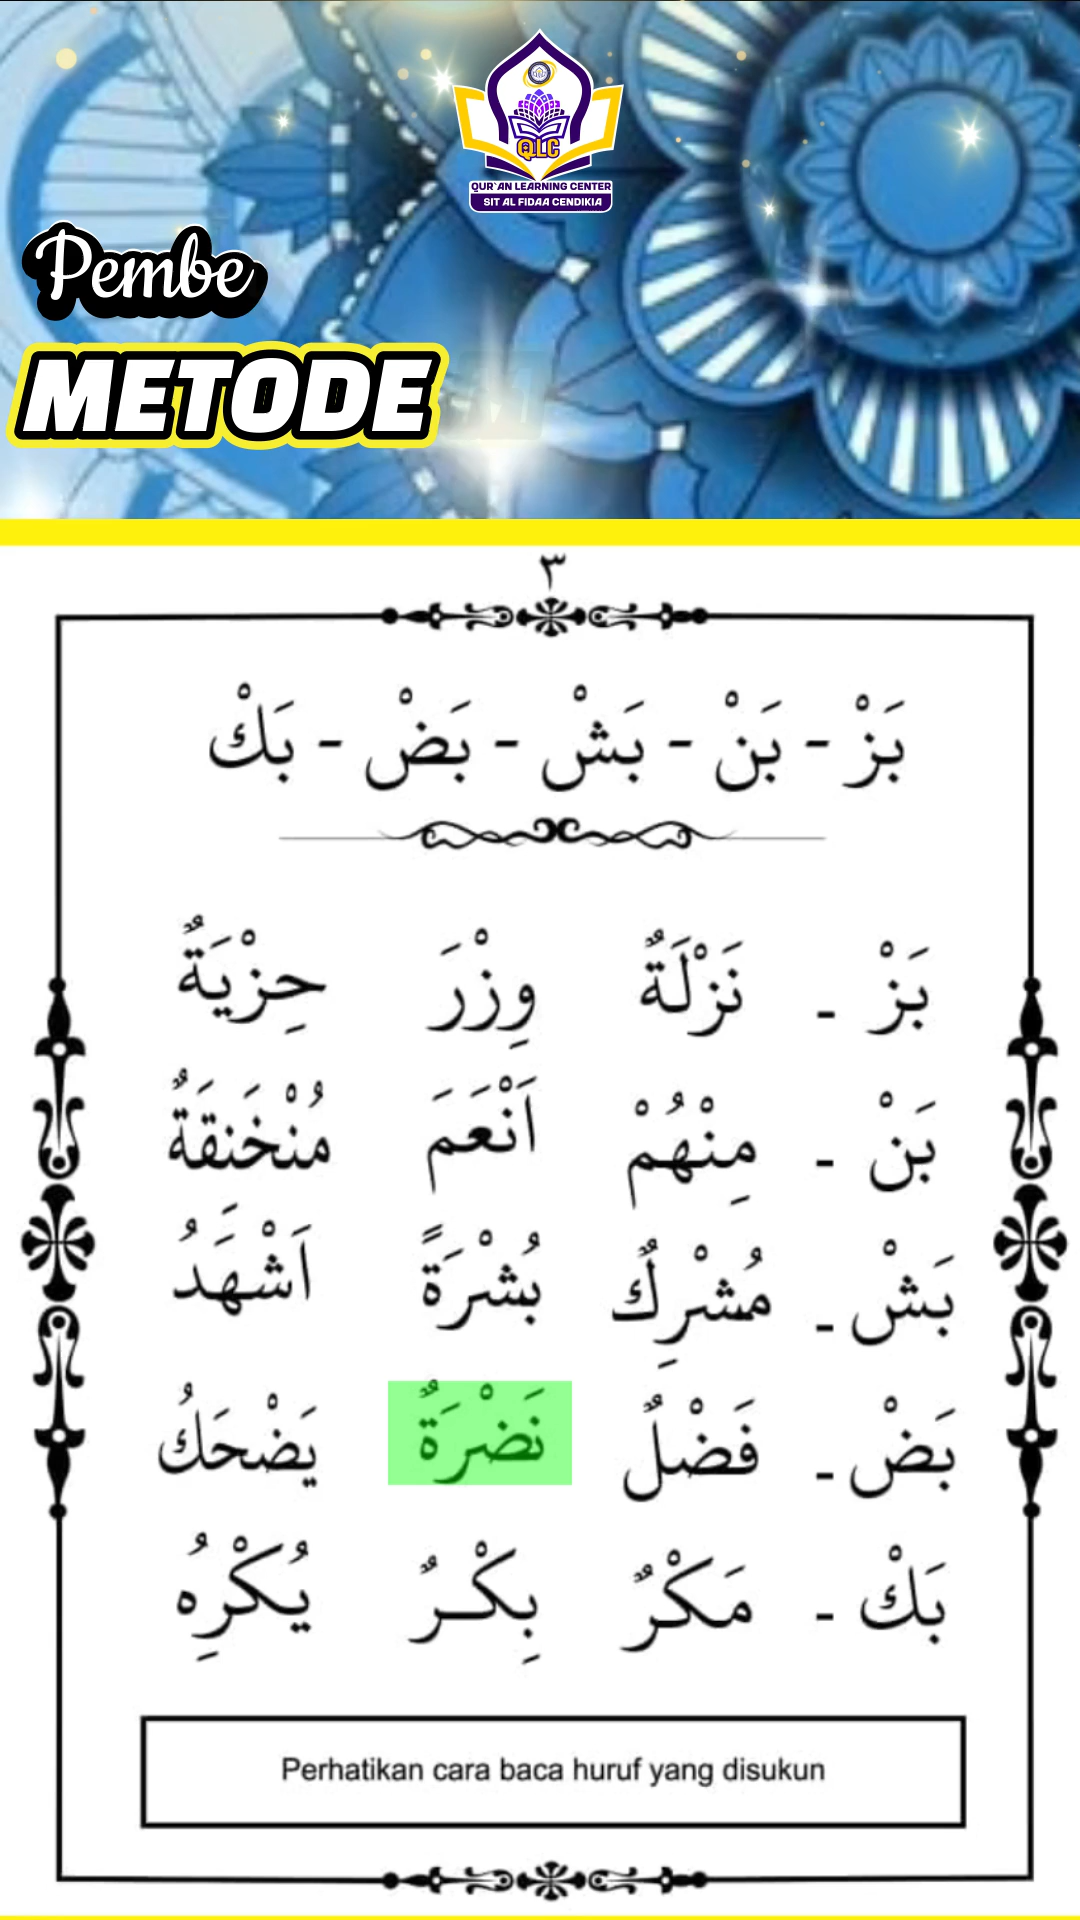 QLC
QUR'AN LEARNING CENTER
SIT AL FIDAA CENDIKIA
Pembe
METODE
٣
بَزْ - بَنْ - بَشْ - بَضْ - بَكْ
بَزْ - نَزْلَةٌ وِزْرَ حِزْيَةٌ
بَنْ - مِنْهُمْ اَنْعَمَ مُنْخَنِقَةٌ
بَشْ - مُشْرِكٌ بُشْرَةً اَشْهَدُ
بَضْ - فَضْلٌ نَضْرَةٌ يَضْحَكُ
بَكْ - مَكْرٌ بِكْرٌ يُكْرِهُ
Perhatikan cara baca huruf yang disukun